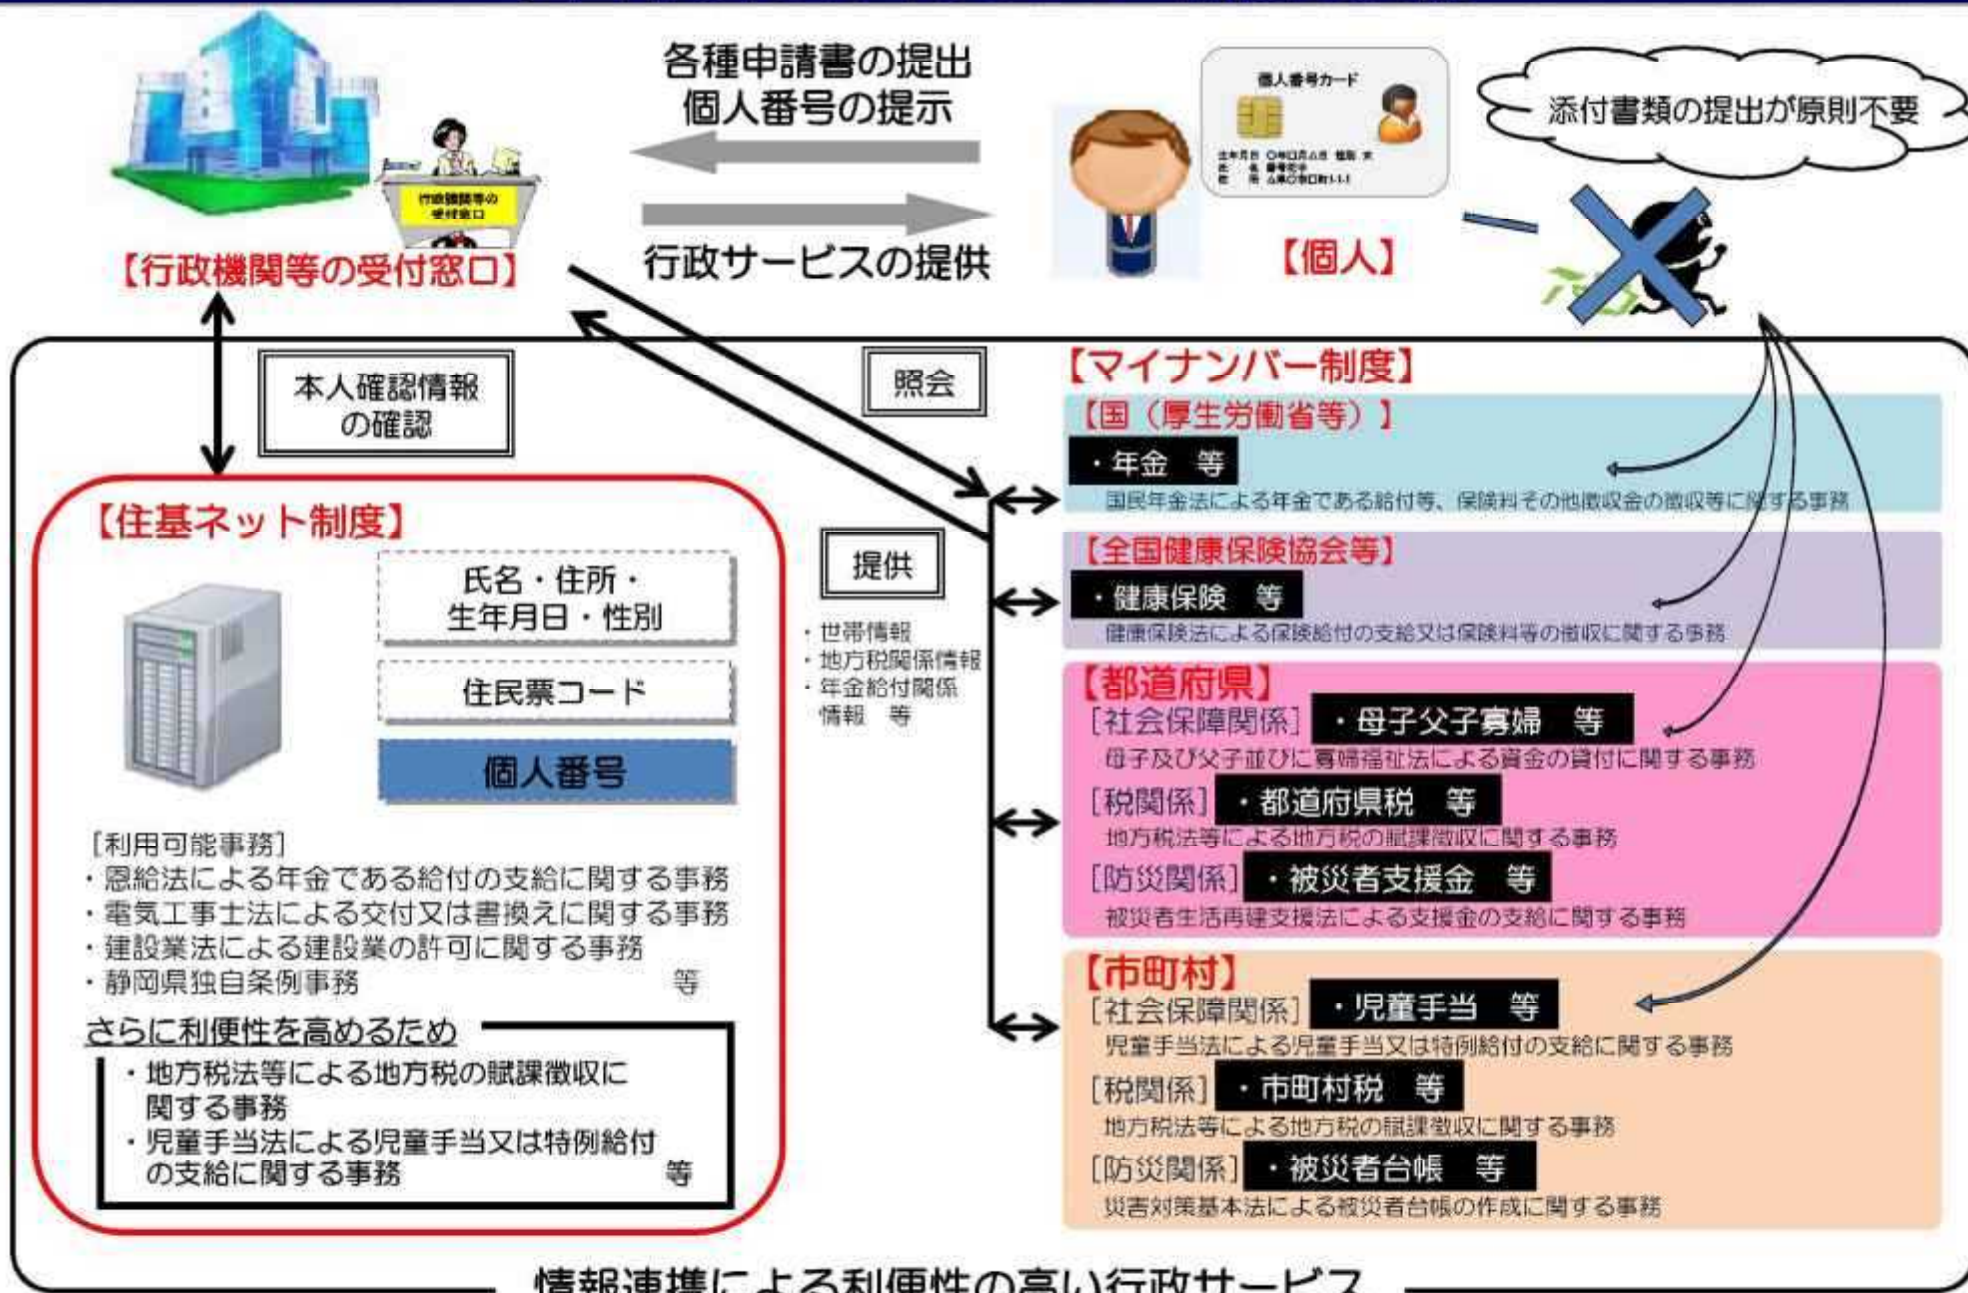 各種申請書の提出
個人番号の提示
個人番号カード
添付書類の提出が原則不要
行政機関等の
受付窓口
【行政機関等の受付窓口】
行政サービスの提供
【個人】
本人確認情報
の確認
照会
【マイナンバー制度】
【国（厚生労働省等）】
・年金 等
国民年金法による年金である給付等、保険料その他徴収金の徴収等に関する事務
【住基ネット制度】
氏名・住所・
生年月日・性別
住民票コード
個人番号
提供
・世帯情報
・地方税関係情報
・年金給付関係
情報 等
【全国健康保険協会等】
・健康保険 等
健康保険法による保険給付の支給又は保険料等の徴収に関する事務
【都道府県】
［社会保障関係］ ・母子父子寡婦 等
母子及び父子並びに寡婦福祉法による資金の貸付に関する事務
［税関係］ ・都道府県税 等
地方税法等による地方税の賦課徴収に関する事務
［防災関係］ ・被災者支援金 等
被災者生活再建支援法による支援金の支給に関する事務
［利用可能事務］
・恩給法による年金である給付の支給に関する事務
・電気工事士法による交付又は書換えに関する事務
・建設業法による建設業の許可に関する事務
・静岡県独自条例事務 等
さらに利便性を高めるため
・地方税法等による地方税の賦課徴収に
関する事務
・児童手当法による児童手当又は特例給付
の支給に関する事務 等
【市町村】
［社会保障関係］ ・児童手当 等
児童手当法による児童手当又は特例給付の支給に関する事務
［税関係］ ・市町村税 等
地方税法等による地方税の賦課徴収に関する事務
［防災関係］ ・被災者台帳 等
災害対策基本法による被災者台帳の作成に関する事務
情報連携による利便性の高い行政サービス